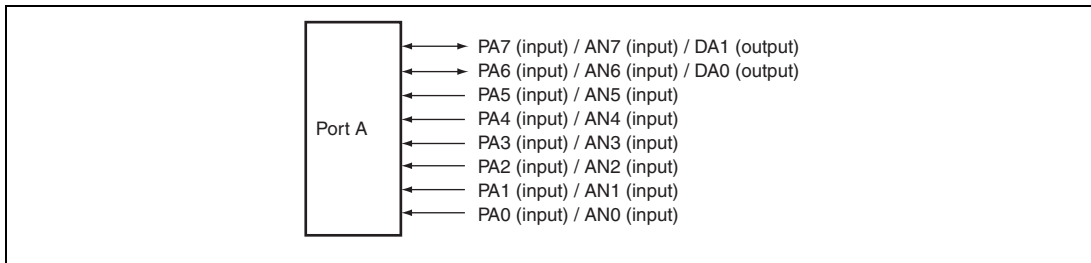 PA7 (input) / AN7 (input) / DA1 (output)
PA6 (input) / AN6 (input) / DA0 (output)
PA5 (input) / AN5 (input)
PA4 (input) / AN4 (input)
Port A
PA3 (input) / AN3 (input)
PA2 (input) / AN2 (input)
PA1 (input) / AN1 (input)
PA0 (input) / AN0 (input)